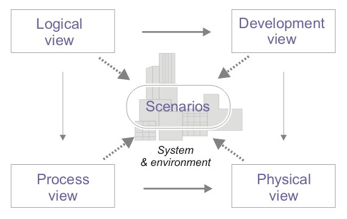 Logical
view
Development
view
Scenarios
System
& environment
Process
view
Physical
view